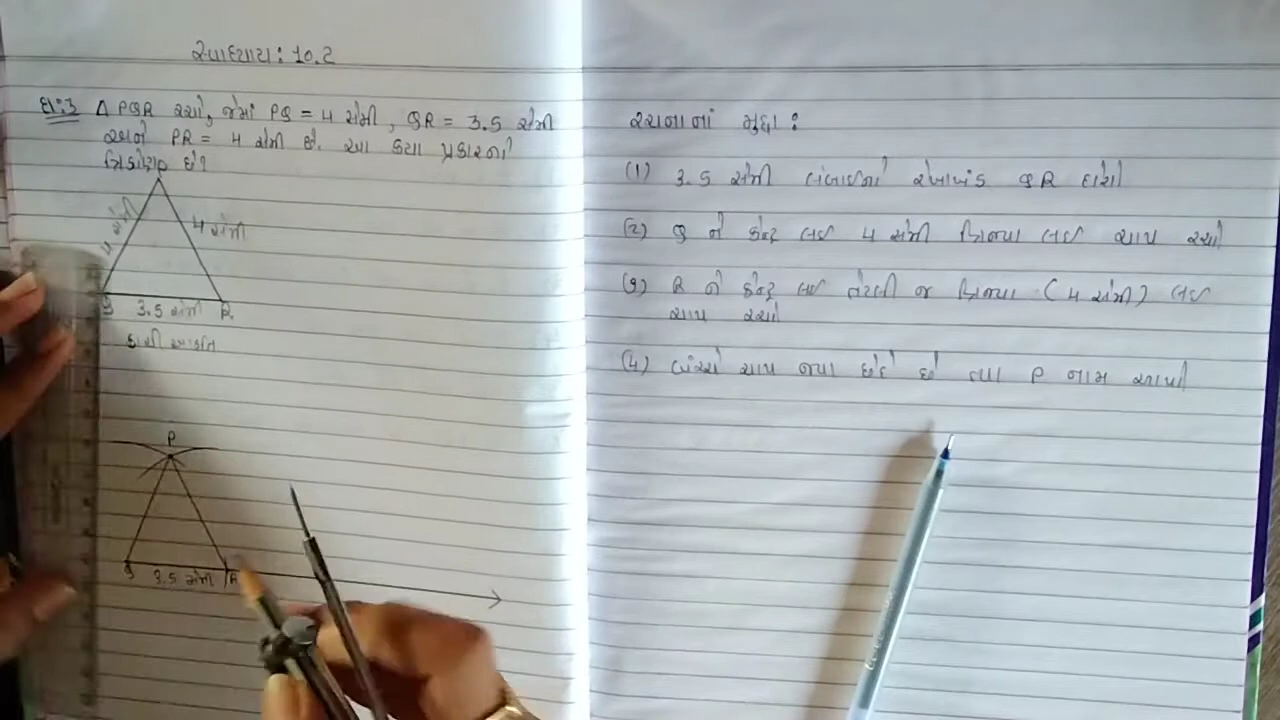 સ્વાધ્યાય : 10.2
દા:3 Δ PQR રચો, જેમાં PQ = 4 સેમી, QR = 3.5 સેમી
અને PR = 4 સેમી છે. આ કયા પ્રકારનો
ત્રિકોણ છે?
P
4 સેમી
4 સેમી
Q 3.5 સેમી R
કાચી આકૃતિ
P
Q 3.5 સેમી R
રચનાનાં મુદ્દા :
(1) 3.5 સેમી લંબાઈનો રેખાખંડ QR દોરો
(2) Q ને કેન્દ્ર લઈ 4 સેમી ત્રિજ્યા લઈ ચાપ રચો
(3) R ને કેન્દ્ર લઈ તેટલી જ ત્રિજ્યા (4 સેમી) લઈ
ચાપ રચો
(4) બંન્ને ચાપ જ્યા છેદે છે ત્યા P નામ આપો